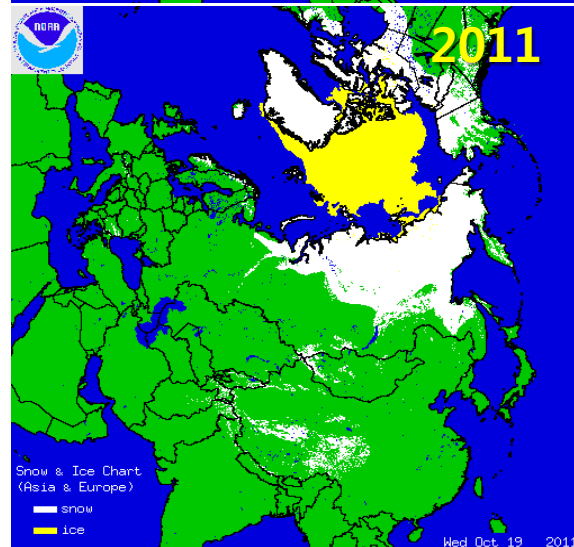 NOAA
2011
Snow & Ice Chart
(Asia & Europe)
snow
ice
Wed Oct 19 2011